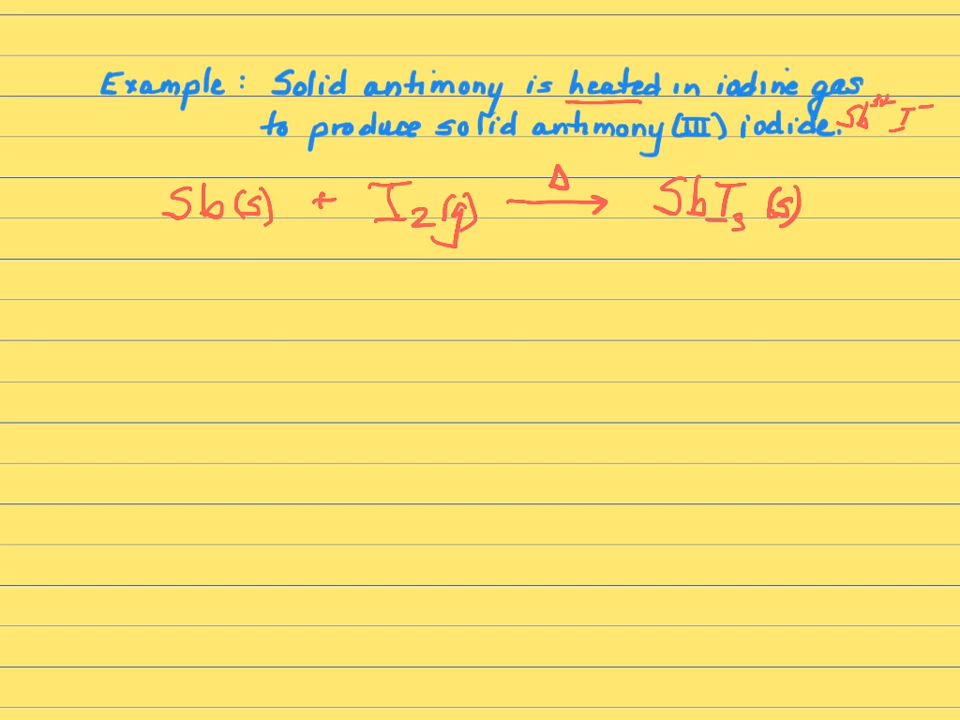 Example: Solid antimony is heated in iodine gas
to produce solid antimony (III) iodide. Sb³⁺ I⁻
Sb(s) + I₂(g) —Δ→ SbI₃(s)